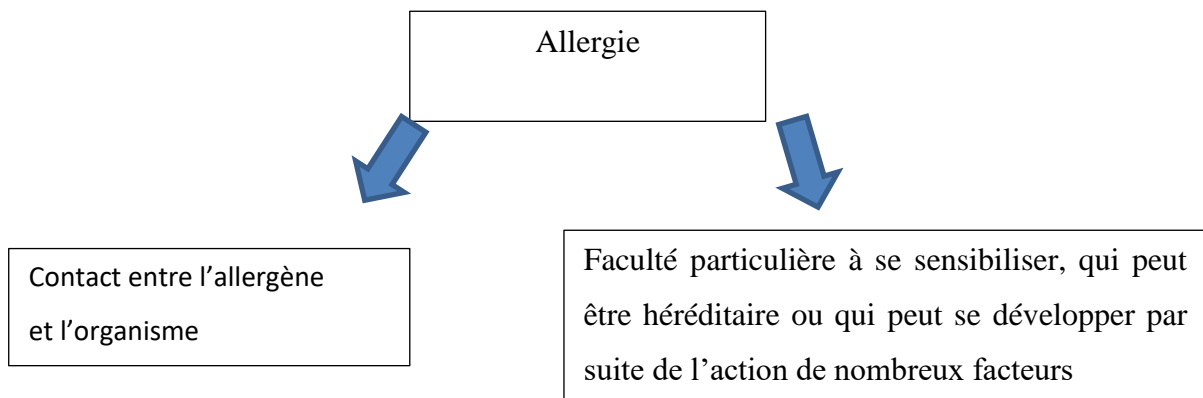 Allergie
Contact entre l’allergène
et l’organisme
Faculté particulière à se sensibiliser, qui peut
être héréditaire ou qui peut se développer par
suite de l’action de nombreux facteurs